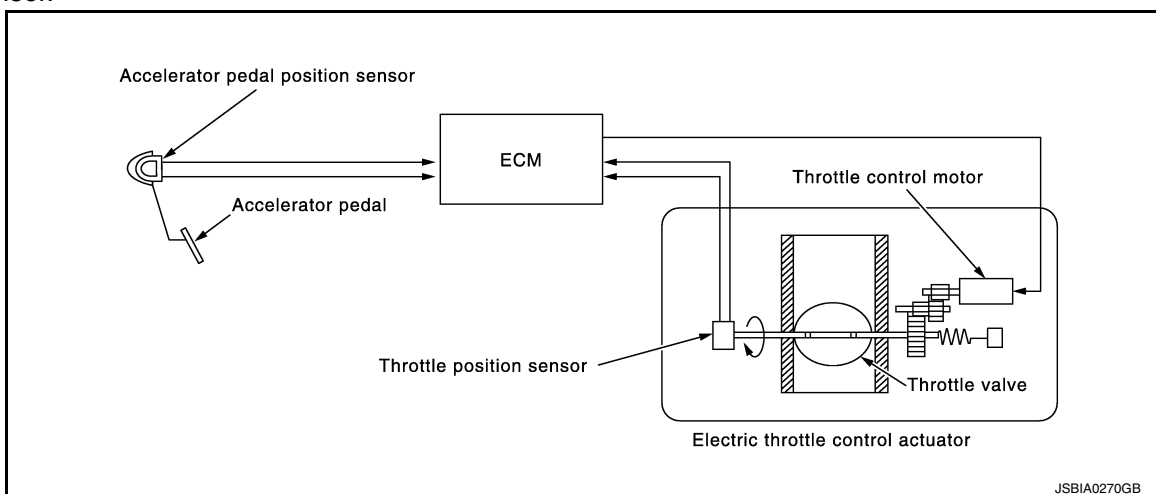 Accelerator pedal position sensor
ECM
Throttle control motor
Accelerator pedal
Throttle position sensor
Throttle valve
Electric throttle control actuator
JSBIA0270GB